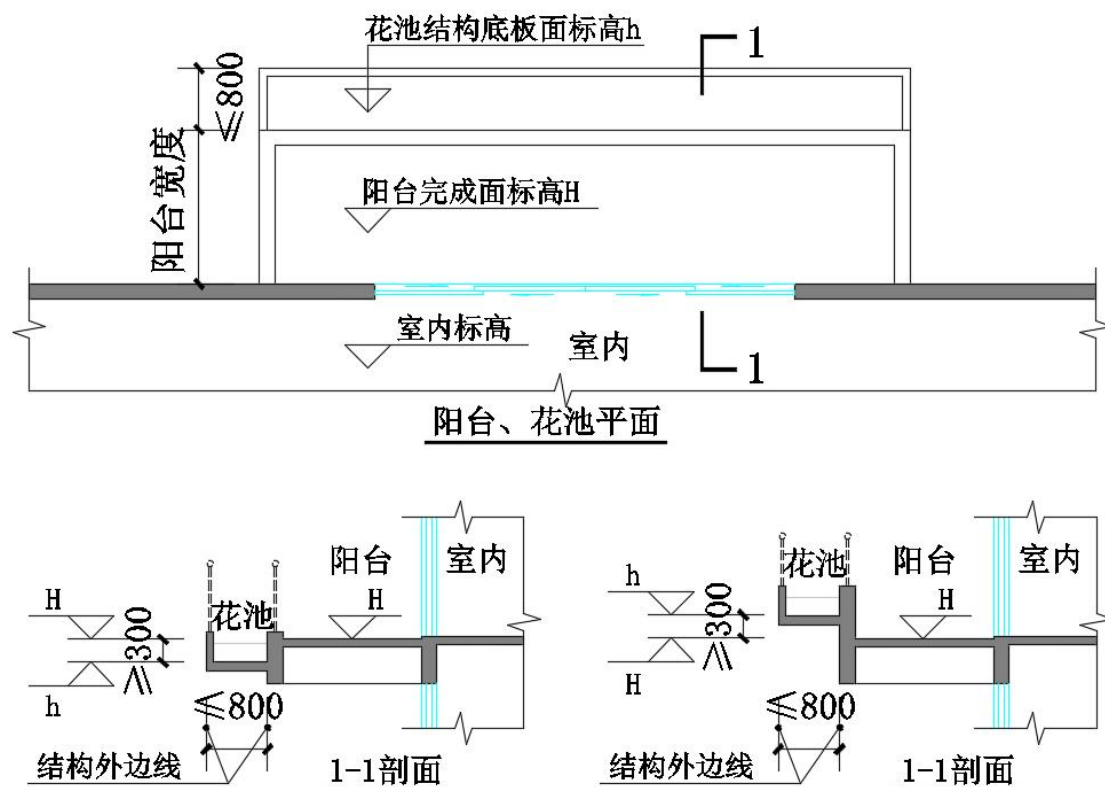 花池结构底板面标高h
1
≤800
阳台宽度
阳台完成面标高H
室内标高
室内
1
阳台、花池平面
H
花池
阳台
H
室内
≥300
h
≤800
结构外边线
1-1剖面
h
花池
阳台
H
室内
≥300
H
≤800
结构外边线
1-1剖面